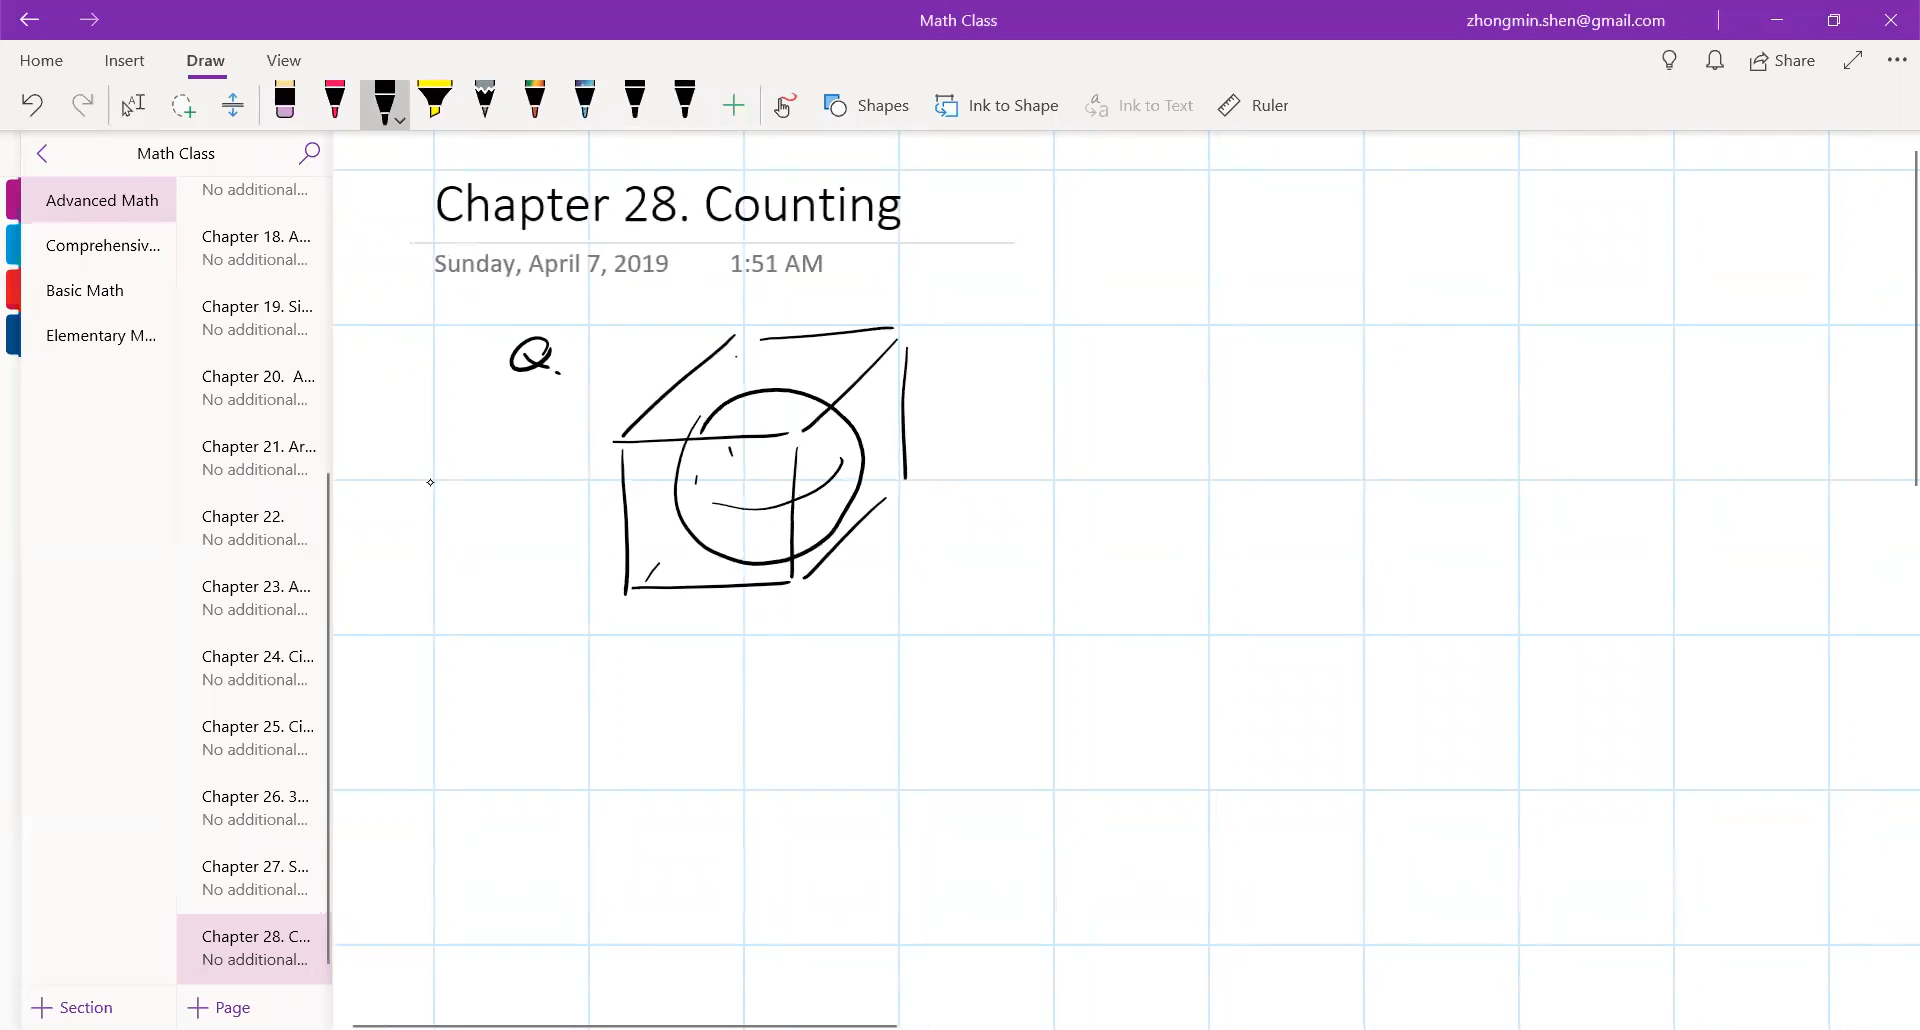 Math Class
zhongmin.shen@gmail.com
Home Insert Draw View
Share
Shapes
Ink to Shape
Ink to Text
Ruler
Math Class
Advanced Math
Comprehensiv...
Basic Math
Elementary M...
No additional...
Chapter 18. A...
No additional...
Chapter 19. Si...
No additional...
Chapter 20. A...
No additional...
Chapter 21. Ar...
No additional...
Chapter 22.
No additional...
Chapter 23. A...
No additional...
Chapter 24. Ci...
No additional...
Chapter 25. Ci...
No additional...
Chapter 26. 3...
No additional...
Chapter 27. S...
No additional...
Chapter 28. C...
No additional...
Section
Page
Chapter 28. Counting
Sunday, April 7, 2019 1:51 AM
Q.